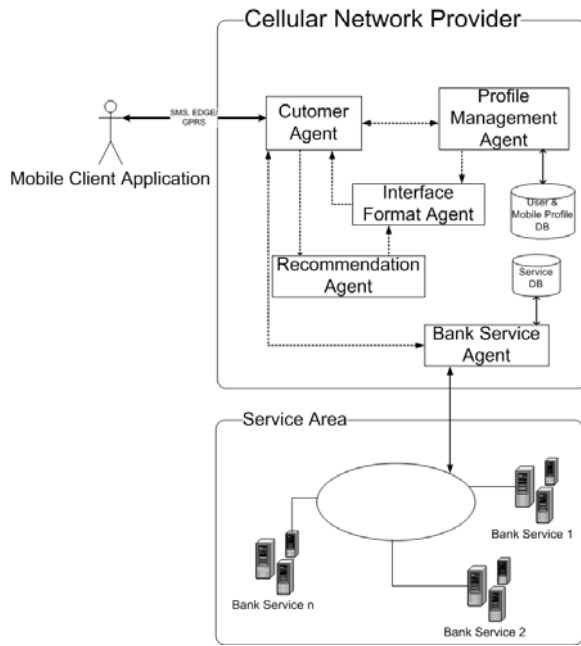 Cellular Network Provider
SMS, EDGE/
GPRS
Cutomer
Agent
Profile
Management
Agent
Mobile Client Application
Interface
Format Agent
User &
Mobile Profile
DB
Recommendation
Agent
Service
DB
Bank Service
Agent
Service Area
Bank Service 1
Bank Service n
Bank Service 2